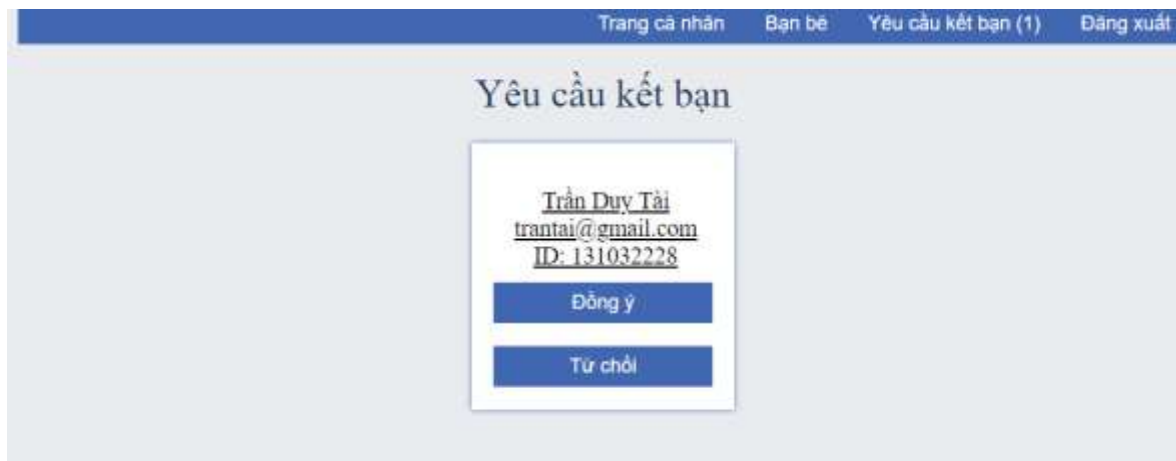 Trang cá nhân Bạn bè Yêu cầu kết bạn (1) Đăng xuất
Yêu cầu kết bạn
Trần Duy Tài
trantai@gmail.com
ID: 131032228
Đồng ý
Từ chối